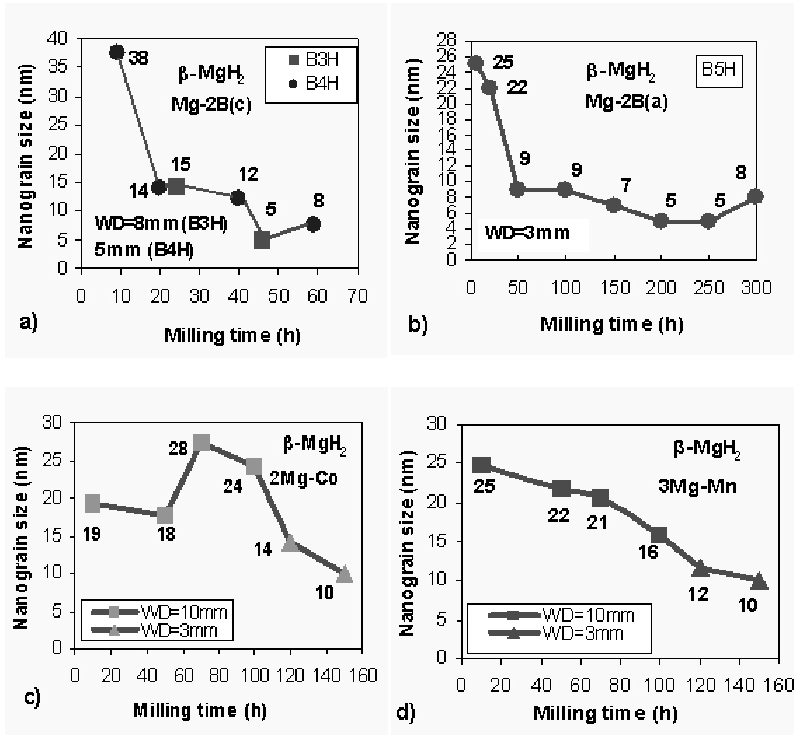 40
35
30
25
20
15
10
5
0
Nanograin size (nm)
B3H
B4H
β-MgH2
Mg-2B(c)
38
14
15
12
5
8
WD=8mm (B3H)
5mm (B4H)
0 10 20 30 40 50 60 70
a)
Milling time (h)
28
26
24
22
20
18
16
14
12
10
8
6
4
2
0
Nanograin size (nm)
B5H
β-MgH2
Mg-2B(a)
25
22
9
9
7
5
5
8
WD=3mm
0 50 100 150 200 250 300
b)
Milling time (h)
30
25
20
15
10
5
0
Nanograin size (nm)
β-MgH2
2Mg-Co
19
18
28
24
14
10
WD=10mm
WD=3mm
0 20 40 60 80 100 120 140 160
c)
Milling time (h)
30
25
20
15
10
5
0
Nanograin size (nm)
β-MgH2
3Mg-Mn
25
22
21
16
12
10
WD=10mm
WD=3mm
0 20 40 60 80 100 120 140 160
d)
Milling time (h)